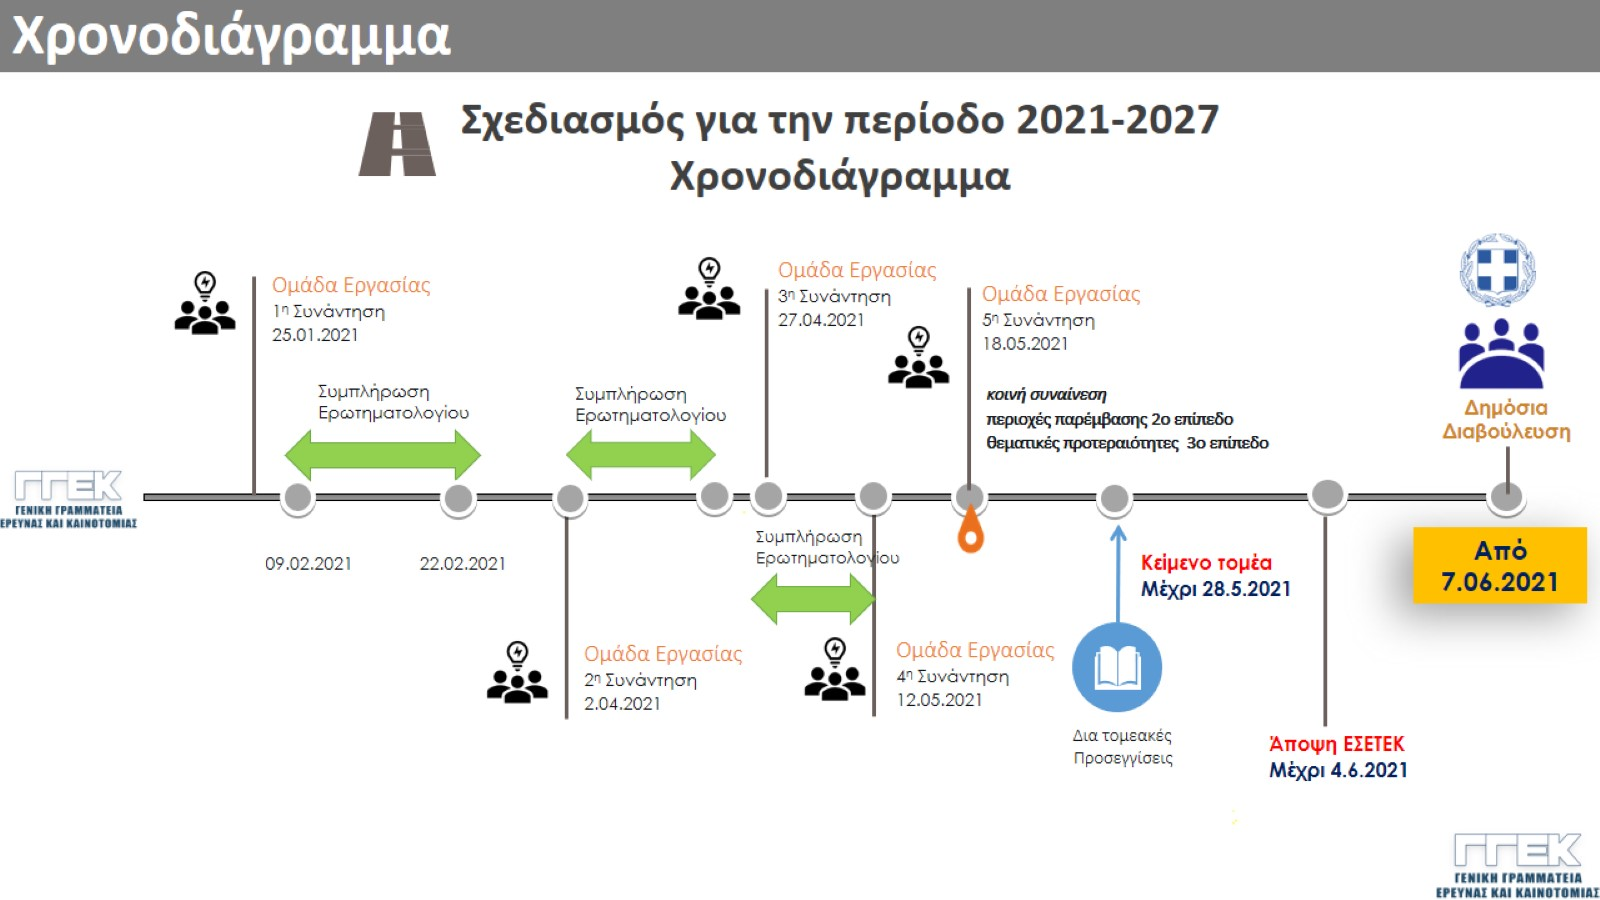 Χρονοδιάγραμμα
Σχεδιασμός για την περίοδο 2021-2027
Χρονοδιάγραμμα
Ομάδα Εργασίας
1η Συνάντηση
25.01.2021
Συμπλήρωση
Ερωτηματολογίου
Συμπλήρωση
Ερωτηματολογίου
Ομάδα Εργασίας
3η Συνάντηση
27.04.2021
Ομάδα Εργασίας
5η Συνάντηση
18.05.2021
κοινή συναίνεση
περιοχές παρέμβασης 2ο επίπεδο
θεματικές προτεραιότητες 3ο επίπεδο
Δημόσια
Διαβούλευση
ΓΓΕΚ
ΓΕΝΙΚΗ ΓΡΑΜΜΑΤΕΙΑ
ΕΡΕΥΝΑΣ ΚΑΙ ΚΑΙΝΟΤΟΜΙΑΣ
09.02.2021
22.02.2021
Συμπλήρωση
Ερωτηματολογίου
Κείμενο τομέα
Μέχρι 28.5.2021
Από
7.06.2021
Ομάδα Εργασίας
2η Συνάντηση
2.04.2021
Ομάδα Εργασίας
4η Συνάντηση
12.05.2021
Δια τομεακές
Προσεγγίσεις
Άποψη ΕΣΕΤΕΚ
Μέχρι 4.6.2021
ΓΓΕΚ
ΓΕΝΙΚΗ ΓΡΑΜΜΑΤΕΙΑ
ΕΡΕΥΝΑΣ ΚΑΙ ΚΑΙΝΟΤΟΜΙΑΣ